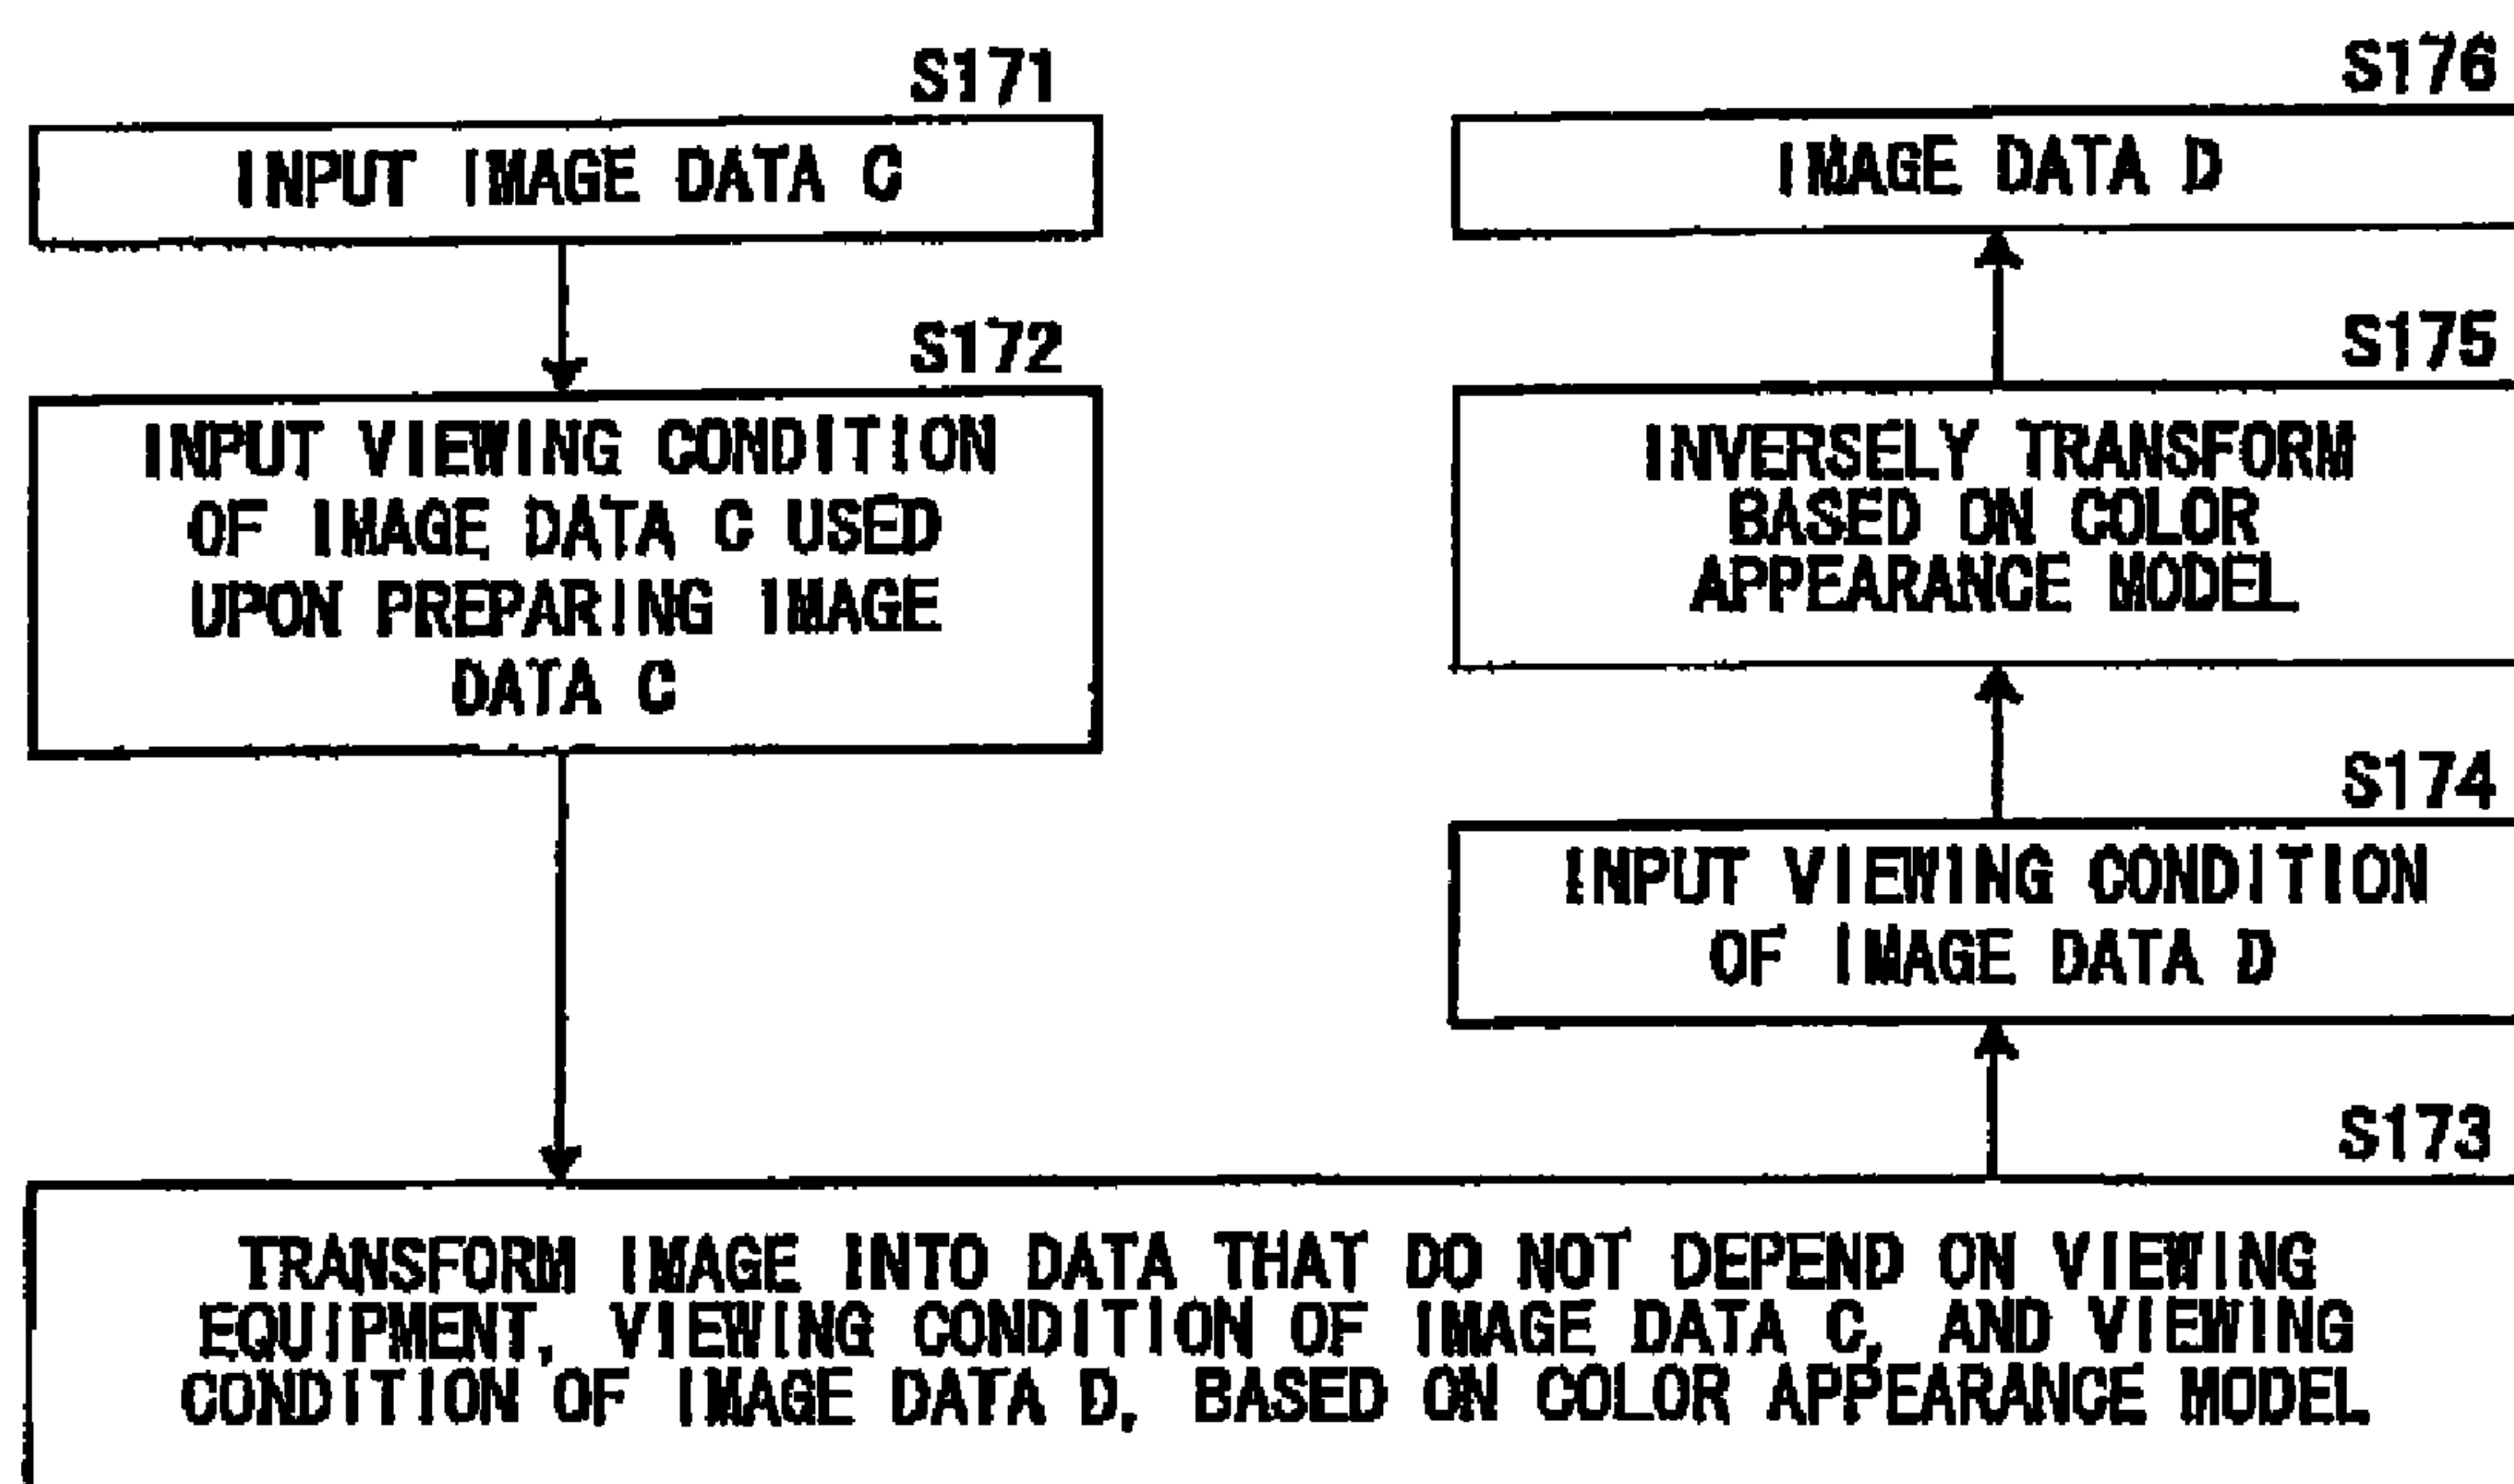 S171
INPUT IMAGE DATA C
S172
INPUT VIEWING CONDITION
OF IMAGE DATA C USED
UPON PREPARING IMAGE
DATA C
S176
IMAGE DATA D
S175
INVERSELY TRANSFORM
BASED ON COLOR
APPEARANCE MODEL
S174
INPUT VIEWING CONDITION
OF IMAGE DATA D
S173
TRANSFORM IMAGE INTO DATA THAT DO NOT DEPEND ON VIEWING
EQUIPMENT, VIEWING CONDITION OF IMAGE DATA C, AND VIEWING
CONDITION OF IMAGE DATA D, BASED ON COLOR APPEARANCE MODEL